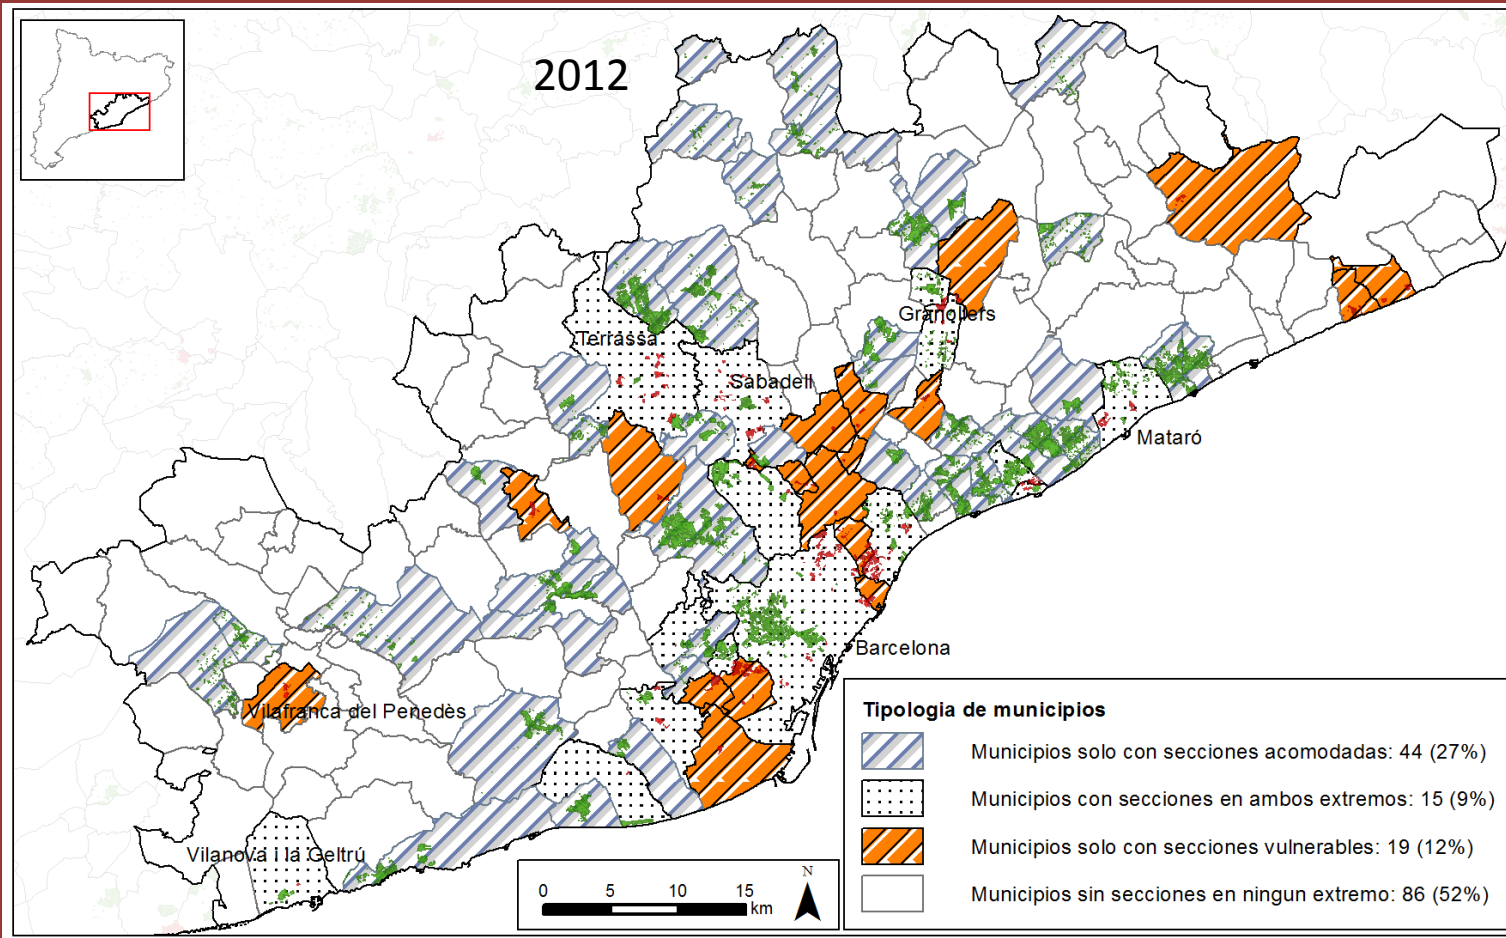 2012
Granollers
Terrassa
Sabadell
Mataró
Barcelona
Vilafranca del Penedès
Vilanova i la Geltrú
Tipologia de municipios
Municipios solo con secciones acomodadas: 44 (27%)
Municipios con secciones en ambos extremos: 15 (9%)
Municipios solo con secciones vulnerables: 19 (12%)
Municipios sin secciones en ningun extremo: 86 (52%)
0 5 10 15
km
N